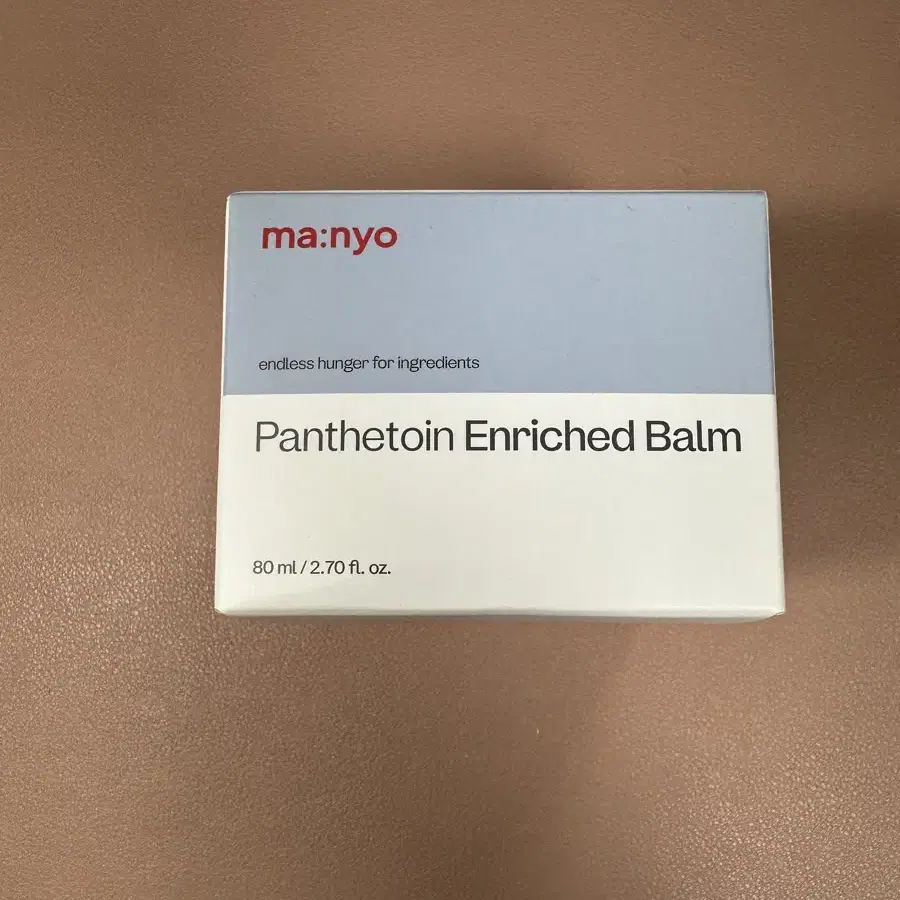 ma:nyo
endless hunger for ingredients
Panthetoin Enriched Balm
80 ml / 2.70 fl. oz.